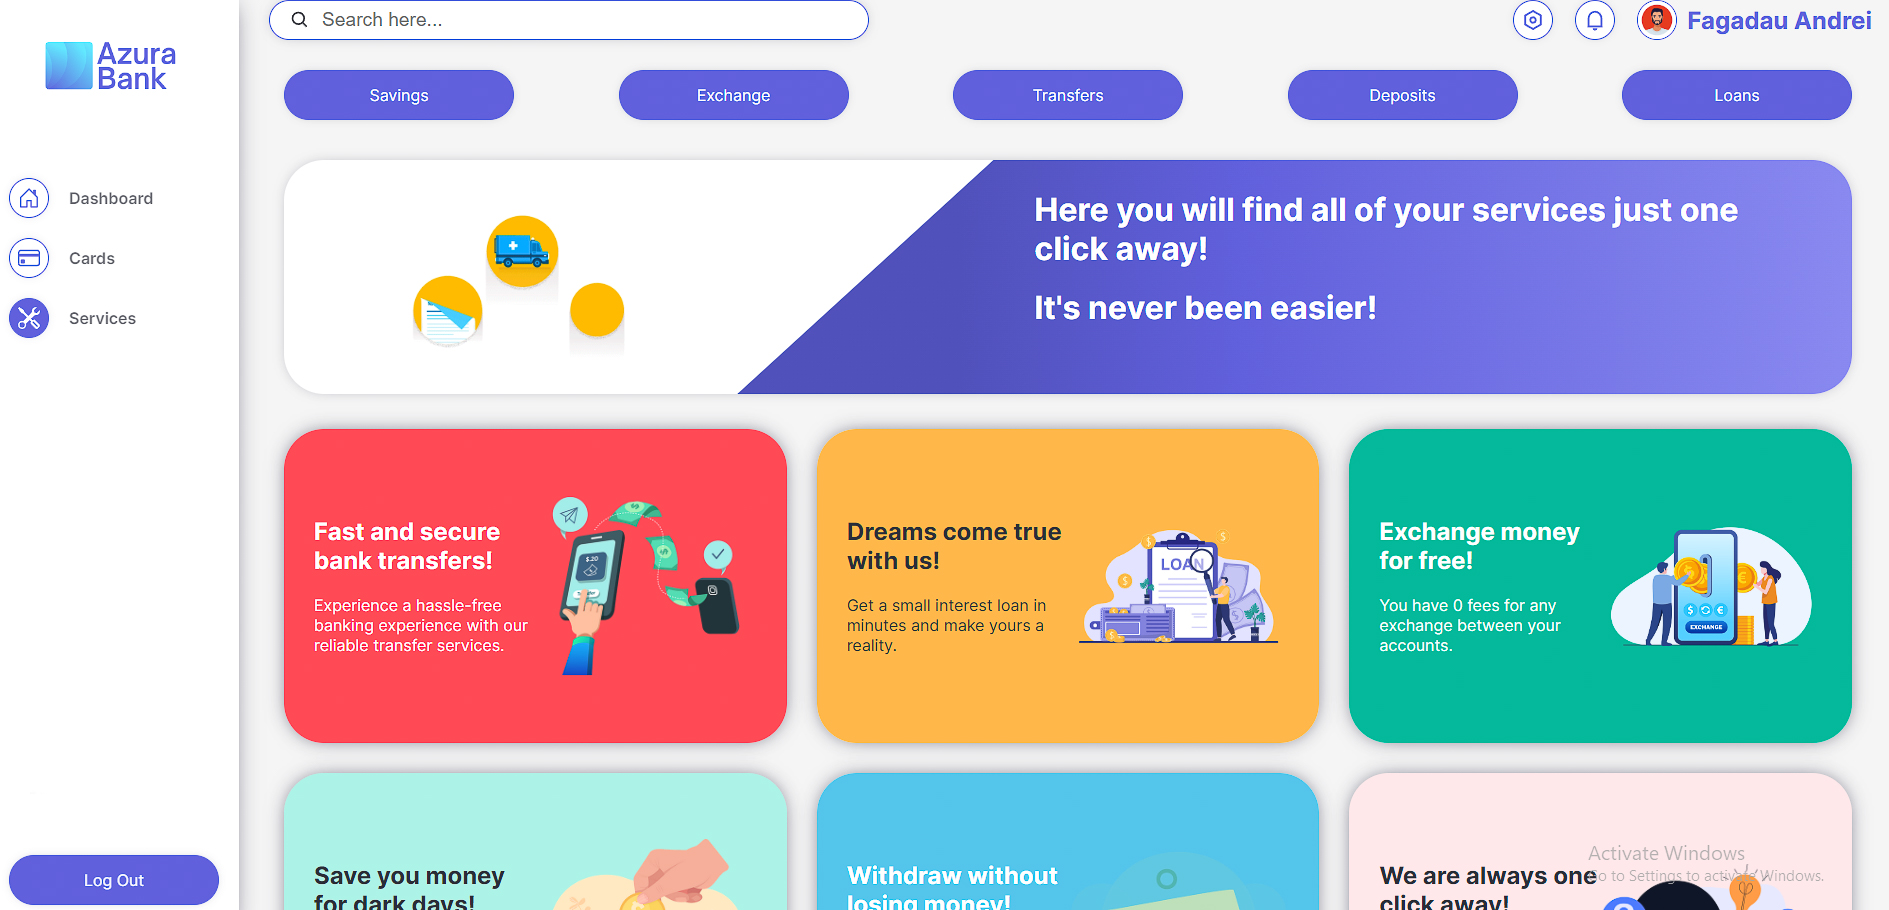 Azura
Bank
Search here...
Fagadau Andrei
Savings
Exchange
Transfers
Deposits
Loans
Dashboard
Cards
Services
Here you will find all of your services just one
click away!
It's never been easier!
Fast and secure
bank transfers!
Experience a hassle-free
banking experience with our
reliable transfer services.
$20
Dreams come true
with us!
Get a small interest loan in
minutes and make yours a
reality.
LOAN
Exchange money
for free!
You have 0 fees for any
exchange between your
accounts.
EXCHANGE
Save you money
for dark days!
Withdraw without
losing money!
We are always one
click away!
Activate Windows
Go to Settings to activate Windows.
Log Out